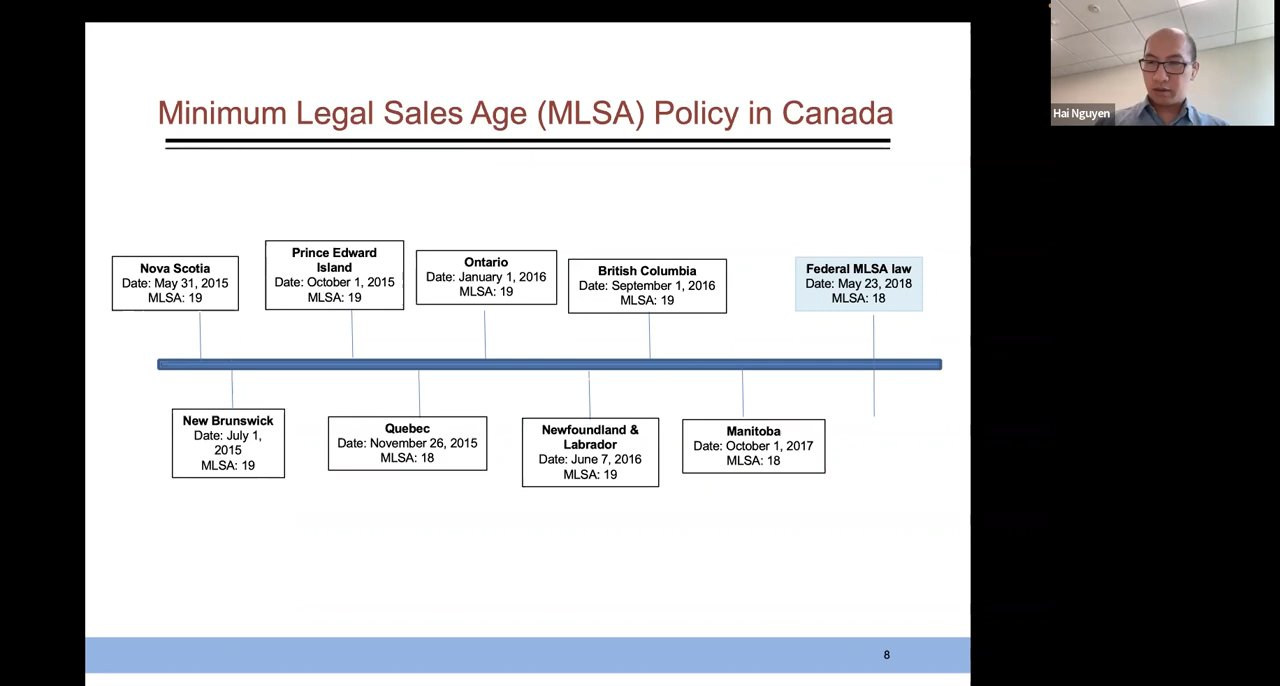 Minimum Legal Sales Age (MLSA) Policy in Canada
Hai Nguyen
Nova Scotia
Date: May 31, 2015
MLSA: 19
Prince Edward
Island
Date: October 1, 2015
MLSA: 19
Ontario
Date: January 1, 2016
MLSA: 19
British Columbia
Date: September 1, 2016
MLSA: 19
Federal MLSA law
Date: May 23, 2018
MLSA: 18
New Brunswick
Date: July 1,
2015
MLSA: 19
Quebec
Date: November 26, 2015
MLSA: 18
Newfoundland &
Labrador
Date: June 7, 2016
MLSA: 19
Manitoba
Date: October 1, 2017
MLSA: 18
8